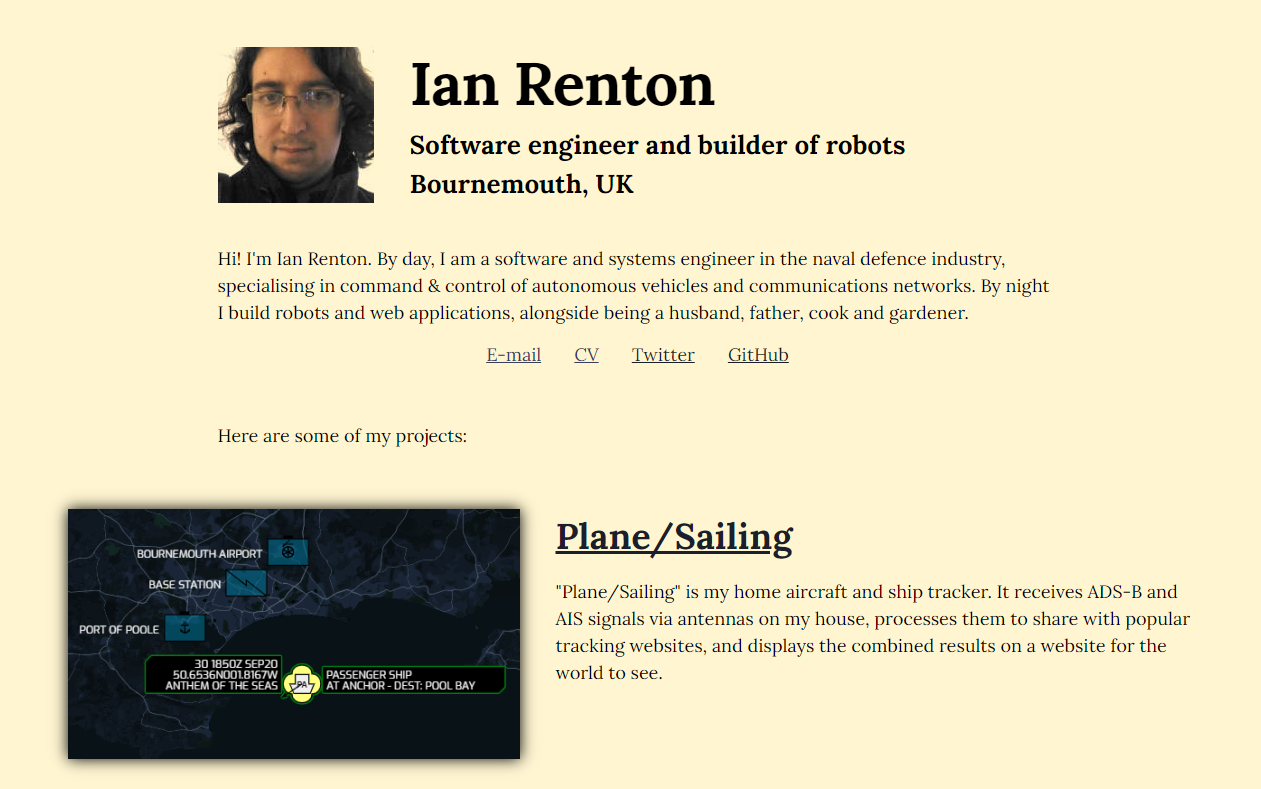 Ian Renton
Software engineer and builder of robots
Bournemouth, UK
Hi! I'm Ian Renton. By day, I am a software and systems engineer in the naval defence industry,
specialising in command & control of autonomous vehicles and communications networks. By night
I build robots and web applications, alongside being a husband, father, cook and gardener.
E-mail CV Twitter GitHub
Here are some of my projects:
BOURNEMOUTH AIRPORT
BASE STATION
PORT OF POOLE
30 1850Z SEP20
50.6536N001.8167W
ANTHEM OF THE SEAS
PA
PASSENGER SHIP
AT ANCHOR - DEST: POOL BAY
Plane/Sailing
"Plane/Sailing" is my home aircraft and ship tracker. It receives ADS-B and
AIS signals via antennas on my house, processes them to share with popular
tracking websites, and displays the combined results on a website for the
world to see.